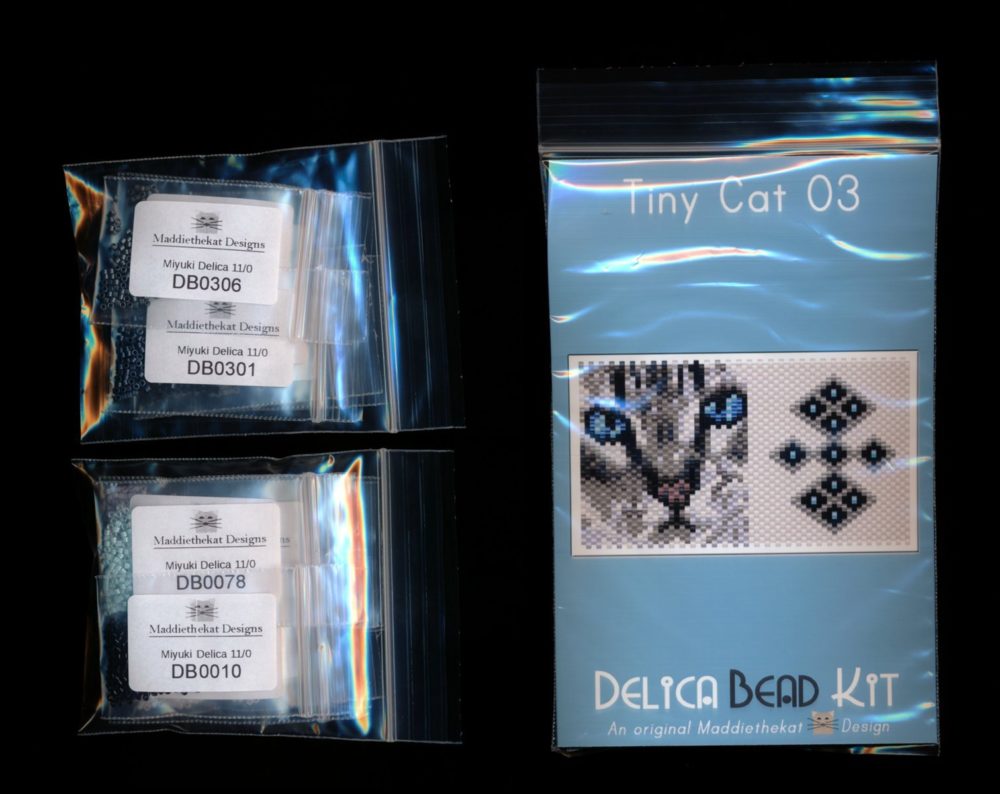 Maddiethekat Designs
Miyuki Delica 11/0
DB0306
Maddiethekat Designs
Miyuki Delica 11/0
DB0301
Maddiethekat Designs
Miyuki Delica 11/0
DB0078
Maddiethekat Designs
Miyuki Delica 11/0
DB0010
Tiny Cat 03
DELICA BEAD KIT
An original Maddiethekat Design